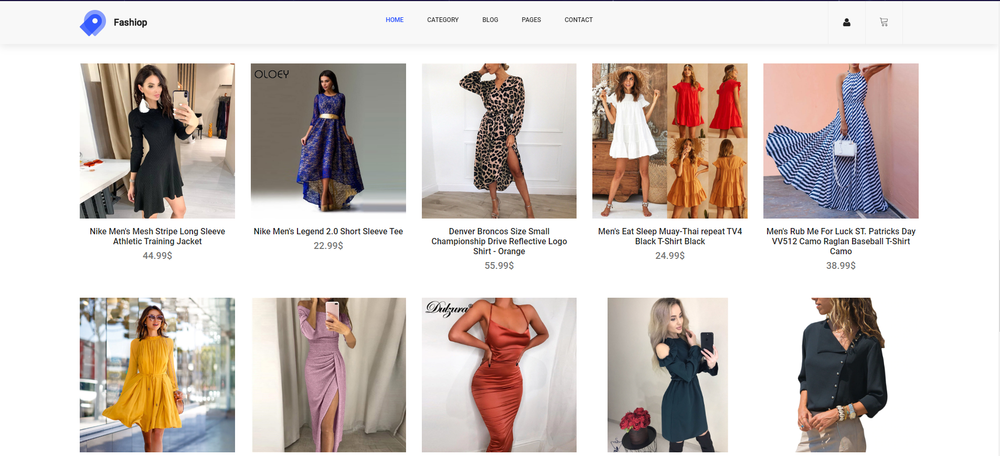 Fashiop
HOME
CATEGORY
BLOG
PAGES
CONTACT
OLOEY
Nike Men's Mesh Stripe Long Sleeve
Athletic Training Jacket
44.99$
Nike Men's Legend 2.0 Short Sleeve Tee
22.99$
Denver Broncos Size Small
Championship Drive Reflective Logo
Shirt - Orange
55.99$
Men's Eat Sleep Muay-Thai repeat TV4
Black T-Shirt Black
24.99$
Men's Rub Me For Luck ST. Patricks Day
VV512 Camo Raglan Baseball T-Shirt
Camo
38.99$
Dulzura®